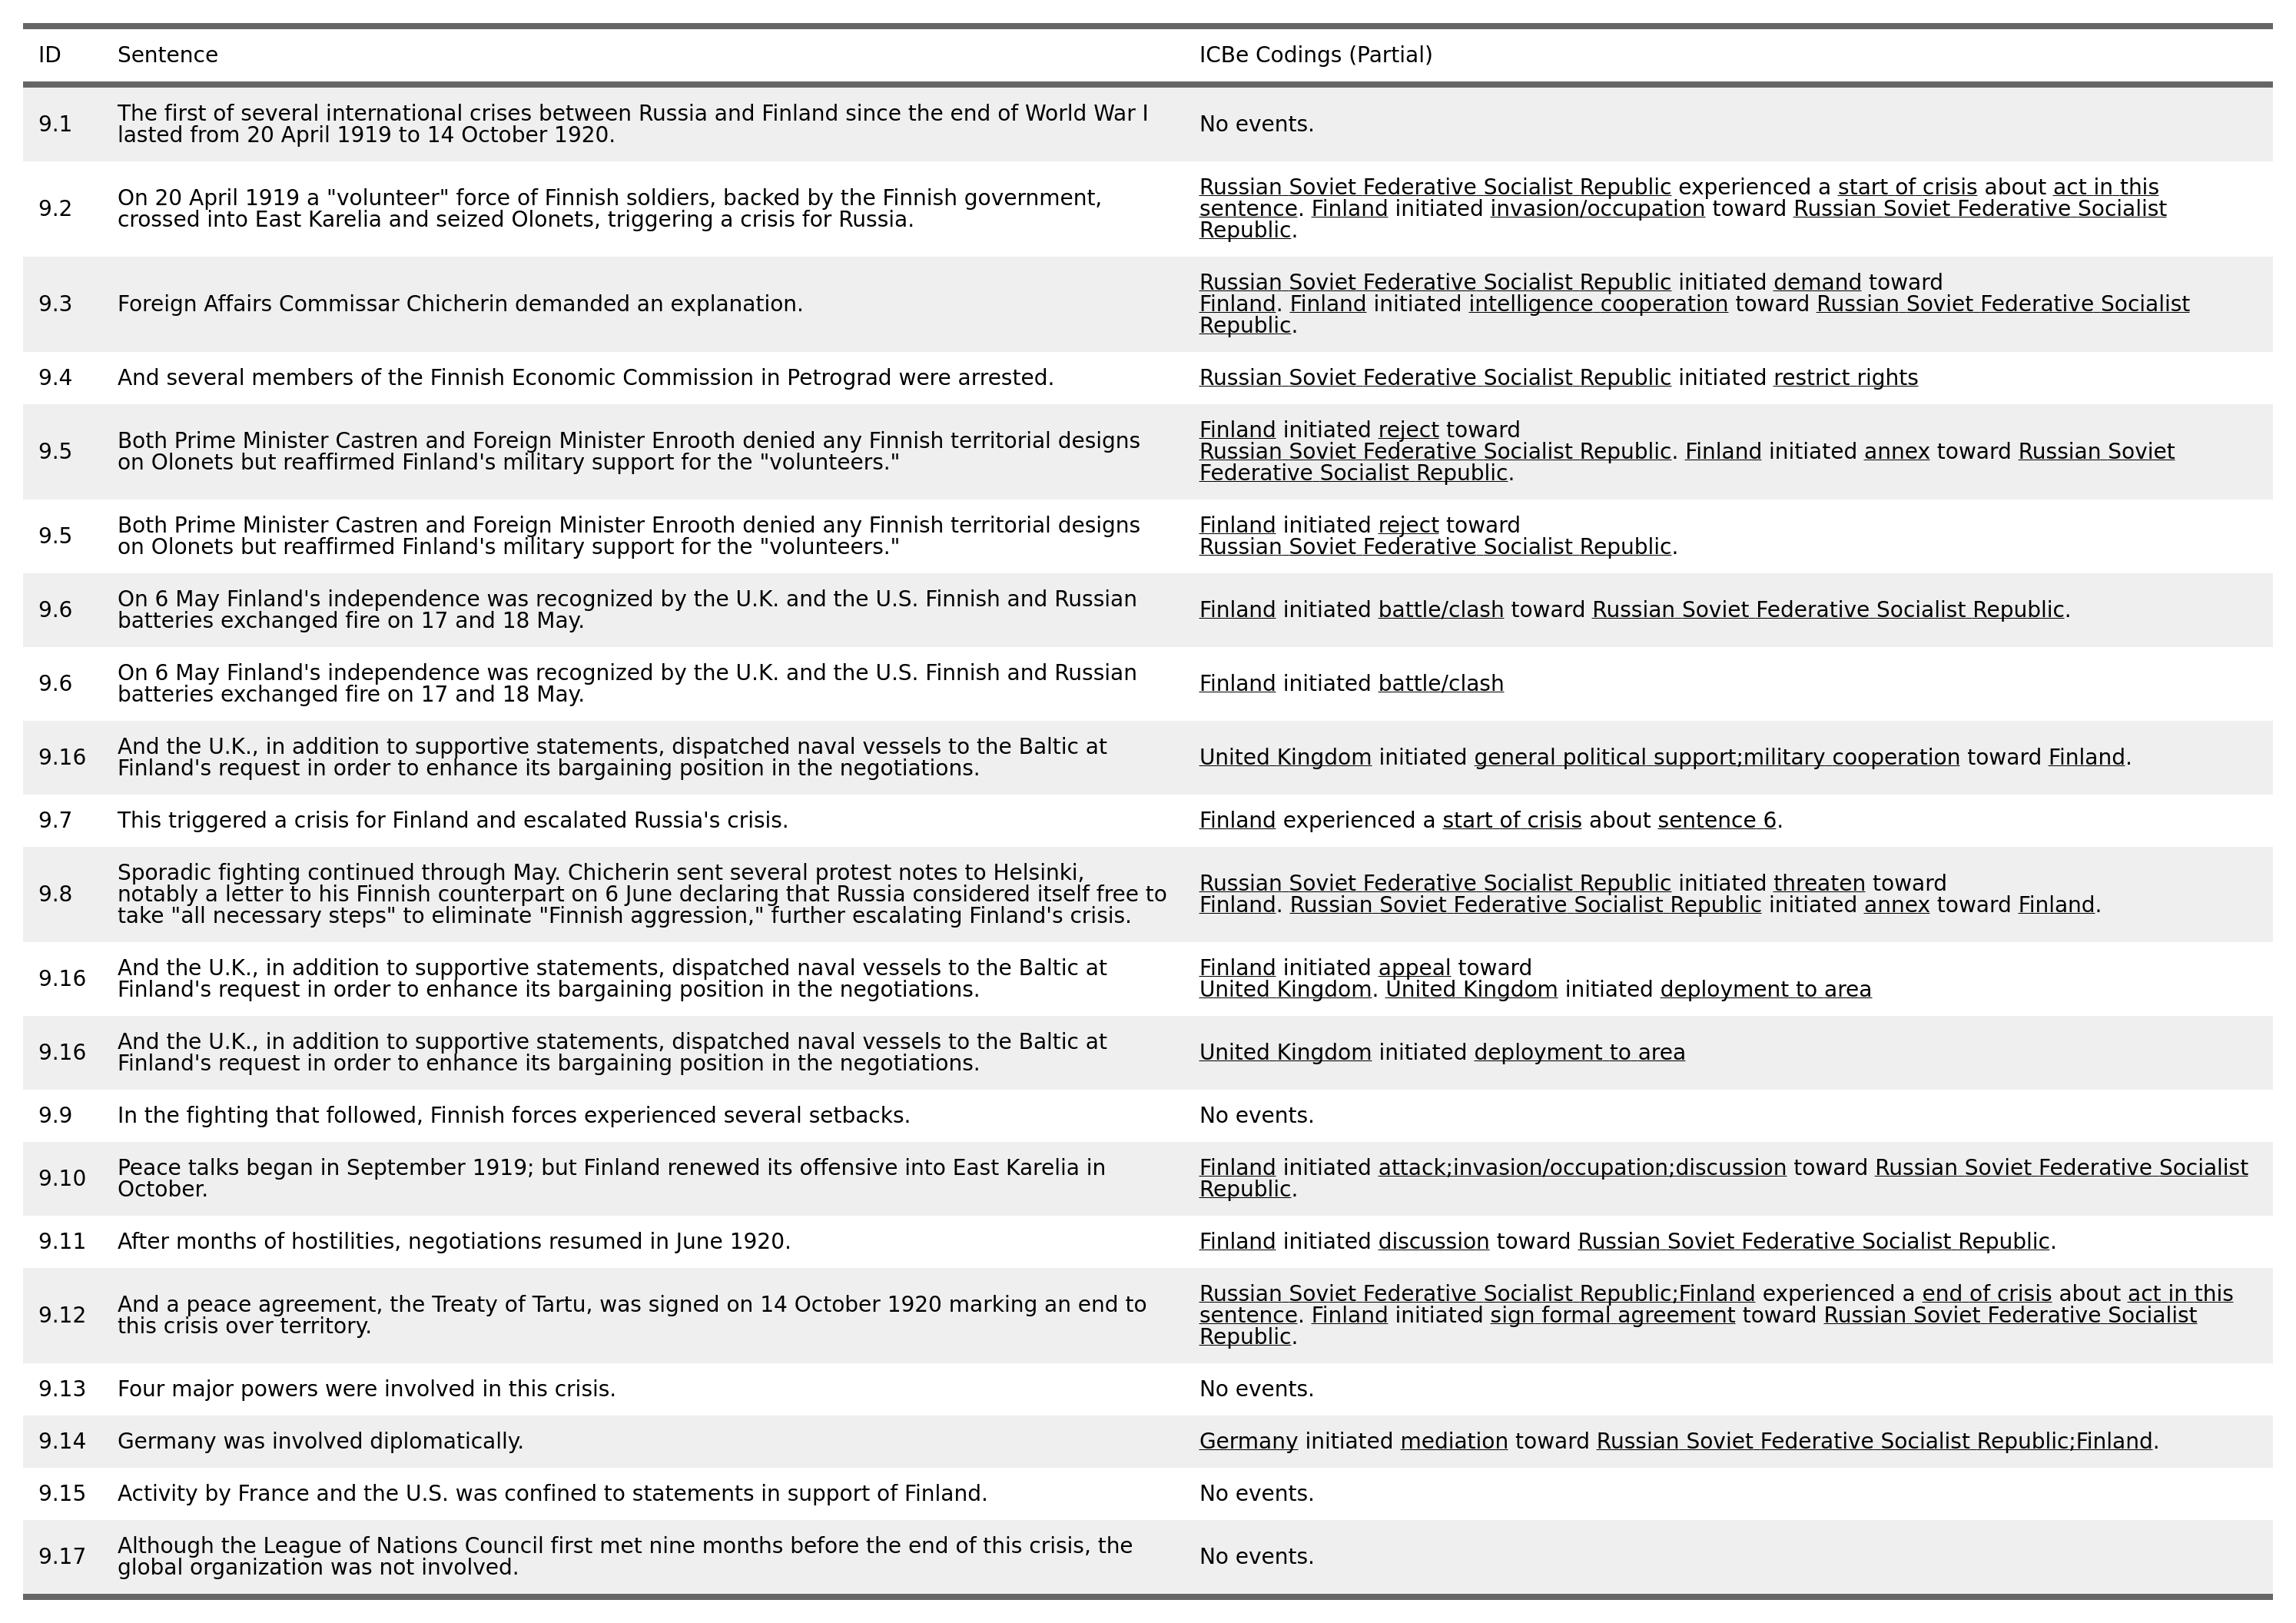 ID Sentence ICBe Codings (Partial)
9.1 The first of several international crises between Russia and Finland since the end of World War I
lasted from 20 April 1919 to 14 October 1920.
No events.
9.2 On 20 April 1919 a "volunteer" force of Finnish soldiers, backed by the Finnish government,
crossed into East Karelia and seized Olonets, triggering a crisis for Russia.
Russian Soviet Federative Socialist Republic experienced a start of crisis about act in this
sentence. Finland initiated invasion/occupation toward Russian Soviet Federative Socialist
Republic.
9.3 Foreign Affairs Commissar Chicherin demanded an explanation.
Russian Soviet Federative Socialist Republic initiated demand toward
Finland. Finland initiated intelligence cooperation toward Russian Soviet Federative Socialist
Republic.
9.4 And several members of the Finnish Economic Commission in Petrograd were arrested.
Russian Soviet Federative Socialist Republic initiated restrict rights
9.5 Both Prime Minister Castren and Foreign Minister Enrooth denied any Finnish territorial designs
on Olonets but reaffirmed Finland's military support for the "volunteers."
Finland initiated reject toward
Russian Soviet Federative Socialist Republic. Finland initiated annex toward Russian Soviet
Federative Socialist Republic.
9.5 Both Prime Minister Castren and Foreign Minister Enrooth denied any Finnish territorial designs
on Olonets but reaffirmed Finland's military support for the "volunteers."
Finland initiated reject toward
Russian Soviet Federative Socialist Republic.
9.6 On 6 May Finland's independence was recognized by the U.K. and the U.S. Finnish and Russian
batteries exchanged fire on 17 and 18 May.
Finland initiated battle/clash toward Russian Soviet Federative Socialist Republic.
9.6 On 6 May Finland's independence was recognized by the U.K. and the U.S. Finnish and Russian
batteries exchanged fire on 17 and 18 May.
Finland initiated battle/clash
9.16 And the U.K., in addition to supportive statements, dispatched naval vessels to the Baltic at
Finland's request in order to enhance its bargaining position in the negotiations.
United Kingdom initiated general political support;military cooperation toward Finland.
9.7 This triggered a crisis for Finland and escalated Russia's crisis.
Finland experienced a start of crisis about sentence 6.
9.8 Sporadic fighting continued through May. Chicherin sent several protest notes to Helsinki,
notably a letter to his Finnish counterpart on 6 June declaring that Russia considered itself free to
take "all necessary steps" to eliminate "Finnish aggression," further escalating Finland's crisis.
Russian Soviet Federative Socialist Republic initiated threaten toward
Finland. Russian Soviet Federative Socialist Republic initiated annex toward Finland.
9.16 And the U.K., in addition to supportive statements, dispatched naval vessels to the Baltic at
Finland's request in order to enhance its bargaining position in the negotiations.
Finland initiated appeal toward
United Kingdom. United Kingdom initiated deployment to area
9.16 And the U.K., in addition to supportive statements, dispatched naval vessels to the Baltic at
Finland's request in order to enhance its bargaining position in the negotiations.
United Kingdom initiated deployment to area
9.9 In the fighting that followed, Finnish forces experienced several setbacks.
No events.
9.10 Peace talks began in September 1919; but Finland renewed its offensive into East Karelia in
October.
Finland initiated attack;invasion/occupation;discussion toward Russian Soviet Federative Socialist
Republic.
9.11 After months of hostilities, negotiations resumed in June 1920.
Finland initiated discussion toward Russian Soviet Federative Socialist Republic.
9.12 And a peace agreement, the Treaty of Tartu, was signed on 14 October 1920 marking an end to
this crisis over territory.
Russian Soviet Federative Socialist Republic;Finland experienced a end of crisis about act in this
sentence. Finland initiated sign formal agreement toward Russian Soviet Federative Socialist
Republic.
9.13 Four major powers were involved in this crisis.
No events.
9.14 Germany was involved diplomatically.
Germany initiated mediation toward Russian Soviet Federative Socialist Republic;Finland.
9.15 Activity by France and the U.S. was confined to statements in support of Finland.
No events.
9.17 Although the League of Nations Council first met nine months before the end of this crisis, the
global organization was not involved.
No events.